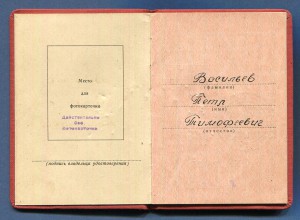 Место
для
фотокарточки
Действительно
без
фотокарточки
(подпись владельца удостоверения)
Васильев
(фамилия)
Петр
(имя)
Тимофеевич
(отчество)